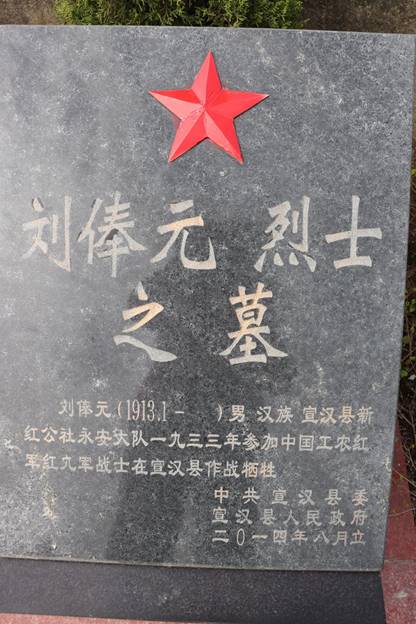 刘俸元 烈士
之墓
刘俸元(1913.1- )男 汉族 宣汉县新
红公社永安大队一九三三年参加中国工农红
军红九军战士在宣汉县作战牺牲
中共宣汉县委
宣汉县人民政府
二0一四年八月立